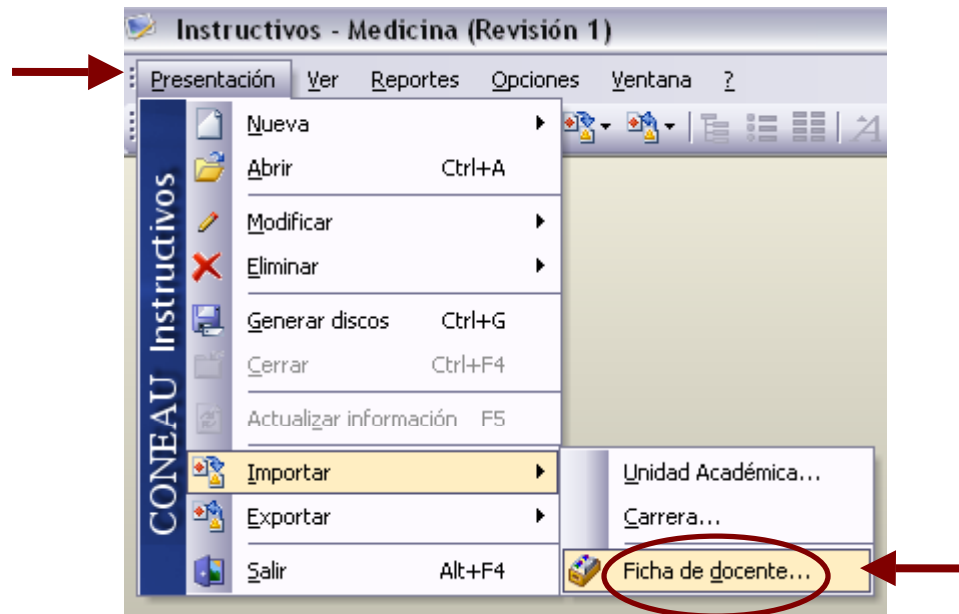 Instructivos - Medicina (Revisión 1)
Presentación Ver Reportes Opciones Ventana ?
CONEAU Instructivos
Nueva
Abrir Ctrl+A
Modificar
Eliminar
Generar discos Ctrl+G
Cerrar Ctrl+F4
Actualizar información F5
Importar
Exportar
Salir Alt+F4
Unidad Académica...
Carrera...
Ficha de docente...